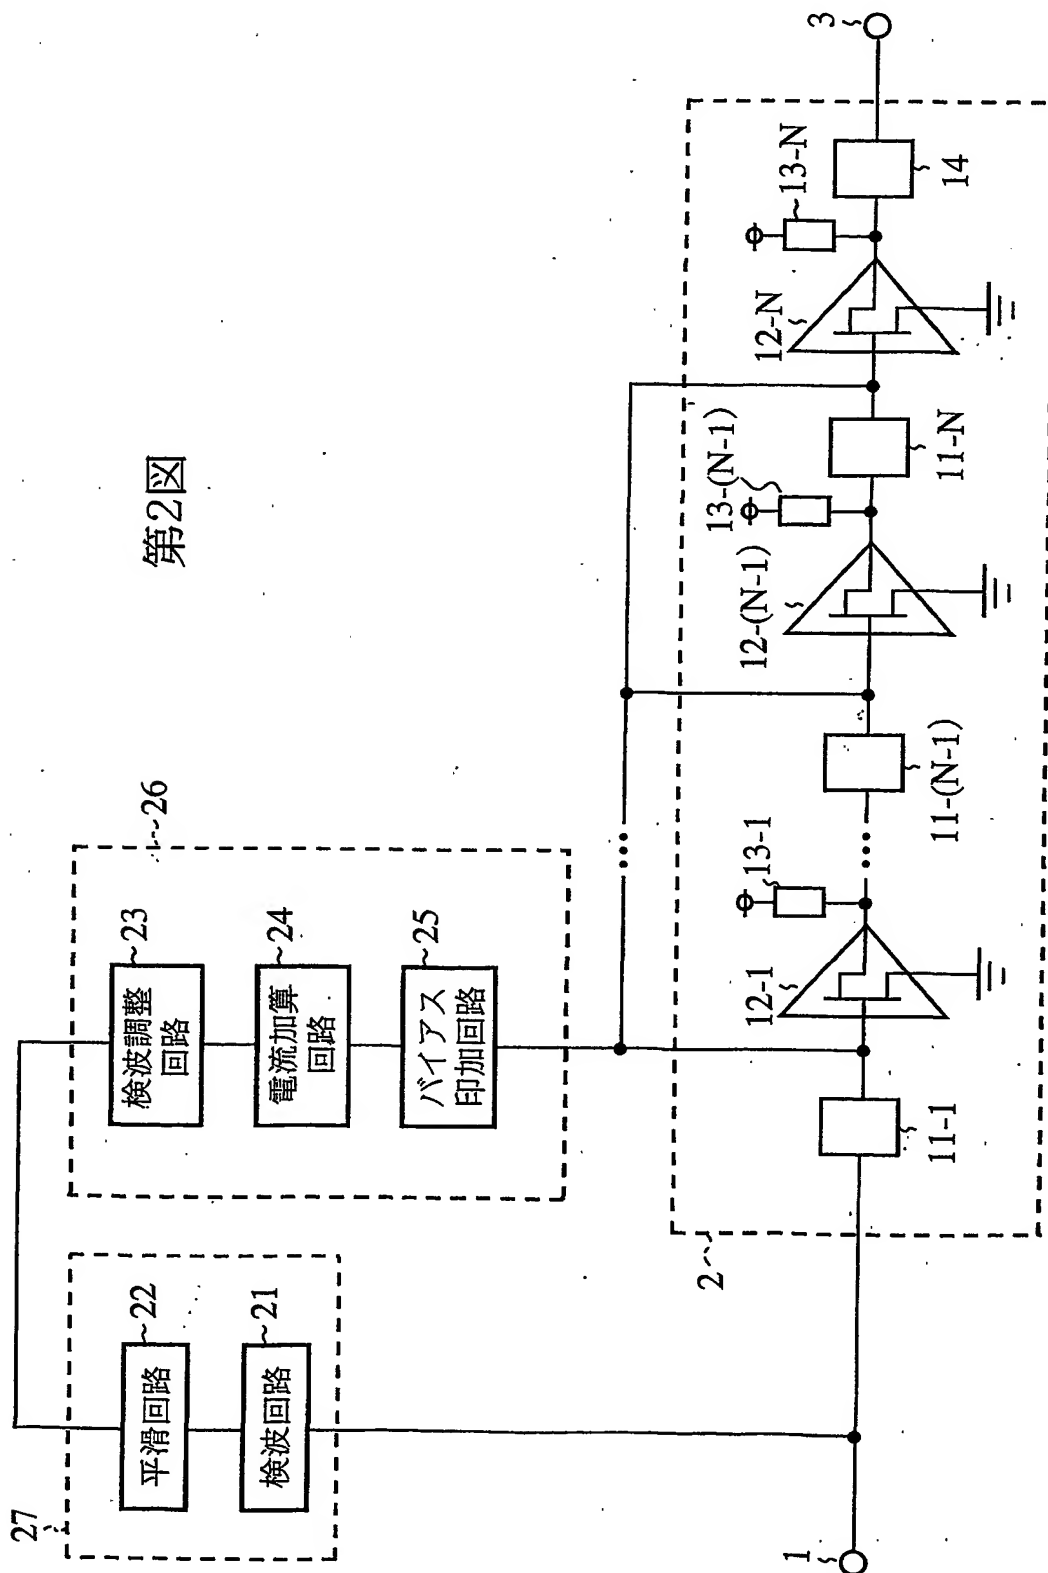 第2図
27
平滑回路
22
検波回路
21
26
検波調整
回路
23
電流加算
回路
24
バイアス
印加回路
25
1
2
11-1
12-1
13-1
11-(N-1)
12-(N-1)
13-(N-1)
11-N
12-N
13-N
14
3